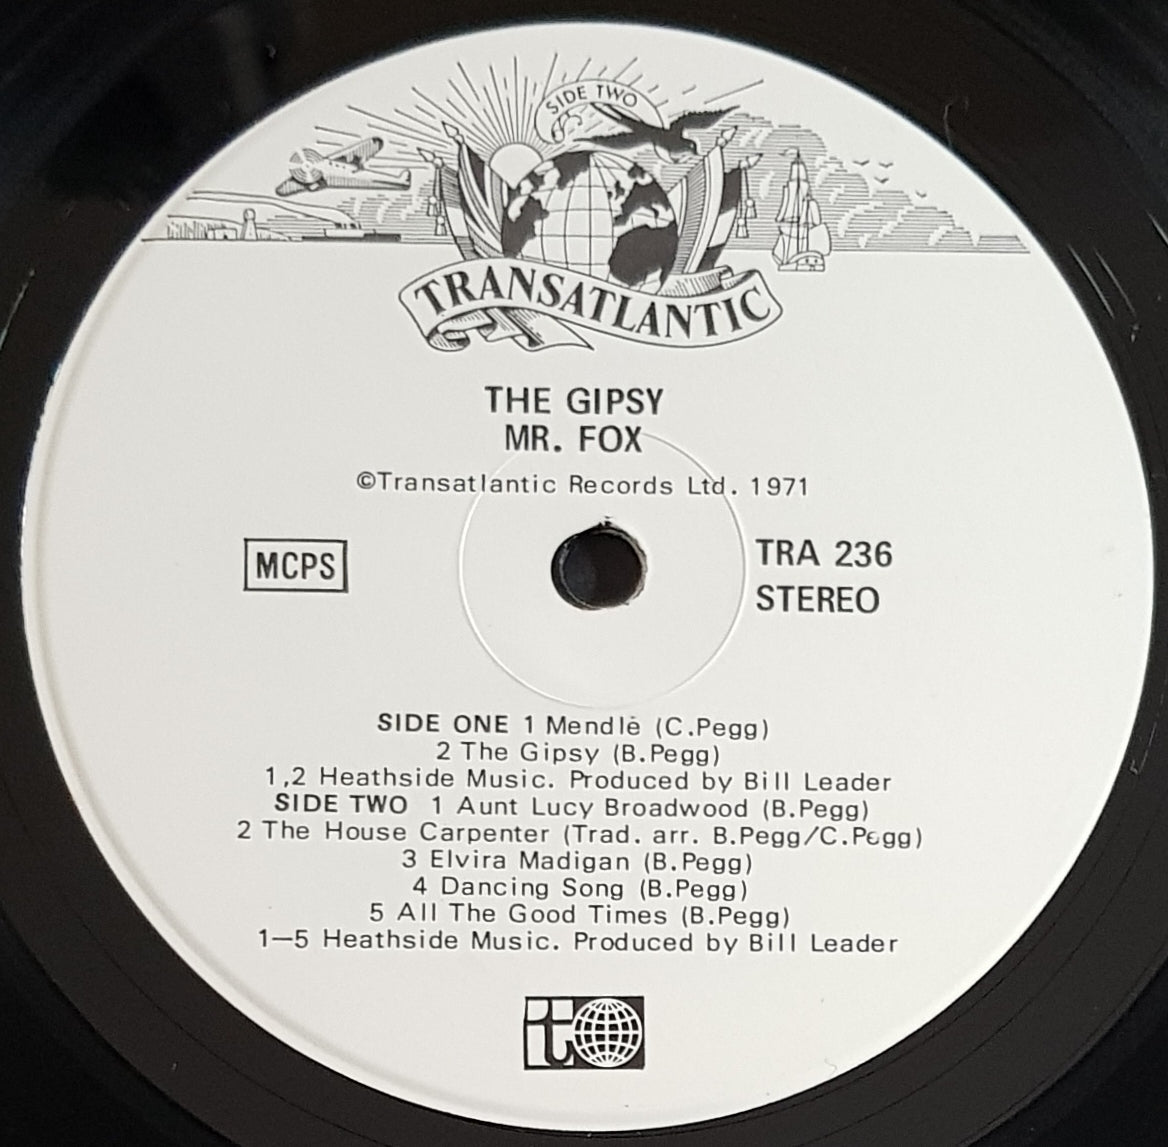 SIDE TWO
TRANSATLANTIC
THE GIPSY
MR. FOX
©Transatlantic Records Ltd. 1971
MCPS
TRA 236
STEREO
SIDE ONE 1 Mendlė (C.Pegg)
2 The Gipsy (B.Pegg)
1,2 Heathside Music. Produced by Bill Leader
SIDE TWO 1 Aunt Lucy Broadwood (B.Pegg)
2 The House Carpenter (Trad. arr. B.Pegg/C.Pegg)
3 Elvira Madigan (B.Pegg)
4 Dancing Song (B.Pegg)
5 All The Good Times (B.Pegg)
1—5 Heathside Music. Produced by Bill Leader
t